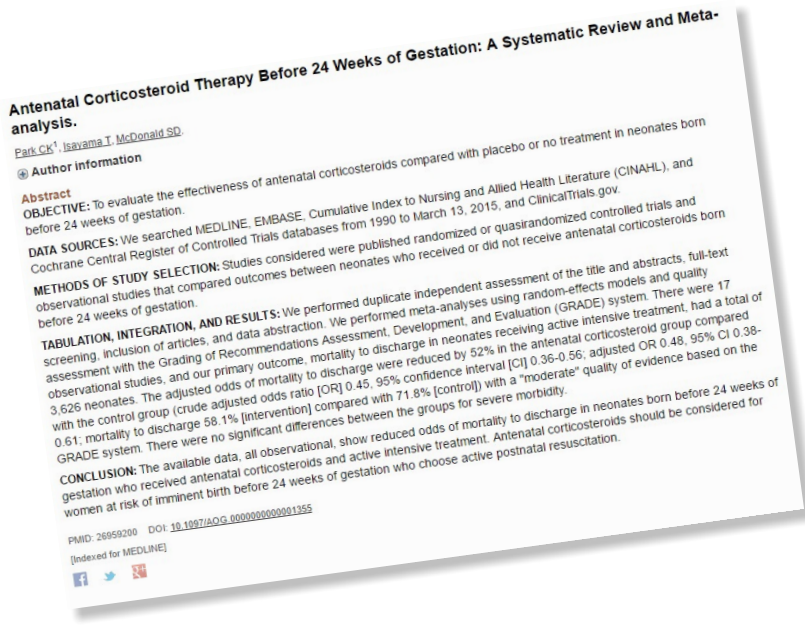 Antenatal Corticosteroid Therapy Before 24 Weeks of Gestation: A Systematic Review and Meta-
analysis.
Park CK1, Isayama T, McDonald SD.
Author information
Abstract
OBJECTIVE: To evaluate the effectiveness of antenatal corticosteroids compared with placebo or no treatment in neonates born
before 24 weeks of gestation.
DATA SOURCES: We searched MEDLINE, EMBASE, Cumulative Index to Nursing and Allied Health Literature (CINAHL), and
Cochrane Central Register of Controlled Trials databases from 1990 to March 13, 2015, and ClinicalTrials.gov.
METHODS OF STUDY SELECTION: Studies considered were published randomized or quasirandomized controlled trials and
observational studies that compared outcomes between neonates who received or did not receive antenatal corticosteroids born
before 24 weeks of gestation.
TABULATION, INTEGRATION, AND RESULTS: We performed duplicate independent assessment of the title and abstracts, full-text
screening, inclusion of articles, and data abstraction. We performed meta-analyses using random-effects models and quality
assessment with the Grading of Recommendations Assessment, Development, and Evaluation (GRADE) system. There were 17
observational studies, and our primary outcome, mortality to discharge in neonates receiving active intensive treatment, had a total of
3,626 neonates. The adjusted odds of mortality to discharge were reduced by 52% in the antenatal corticosteroid group compared
with the control group (crude adjusted odds ratio [OR] 0.45, 95% confidence interval [CI] 0.36-0.56; adjusted OR 0.48, 95% CI 0.38-
0.61; mortality to discharge 58.1% [intervention] compared with 71.8% [control]) with a "moderate" quality of evidence based on the
GRADE system. There were no significant differences between the groups for severe morbidity.
CONCLUSION: The available data, all observational, show reduced odds of mortality to discharge in neonates born before 24 weeks of
gestation who received antenatal corticosteroids and active intensive treatment. Antenatal corticosteroids should be considered for
women at risk of imminent birth before 24 weeks of gestation who choose active postnatal resuscitation.
PMID: 26959200 DOI: 10.1097/AOG.0000000000001355
[Indexed for MEDLINE]